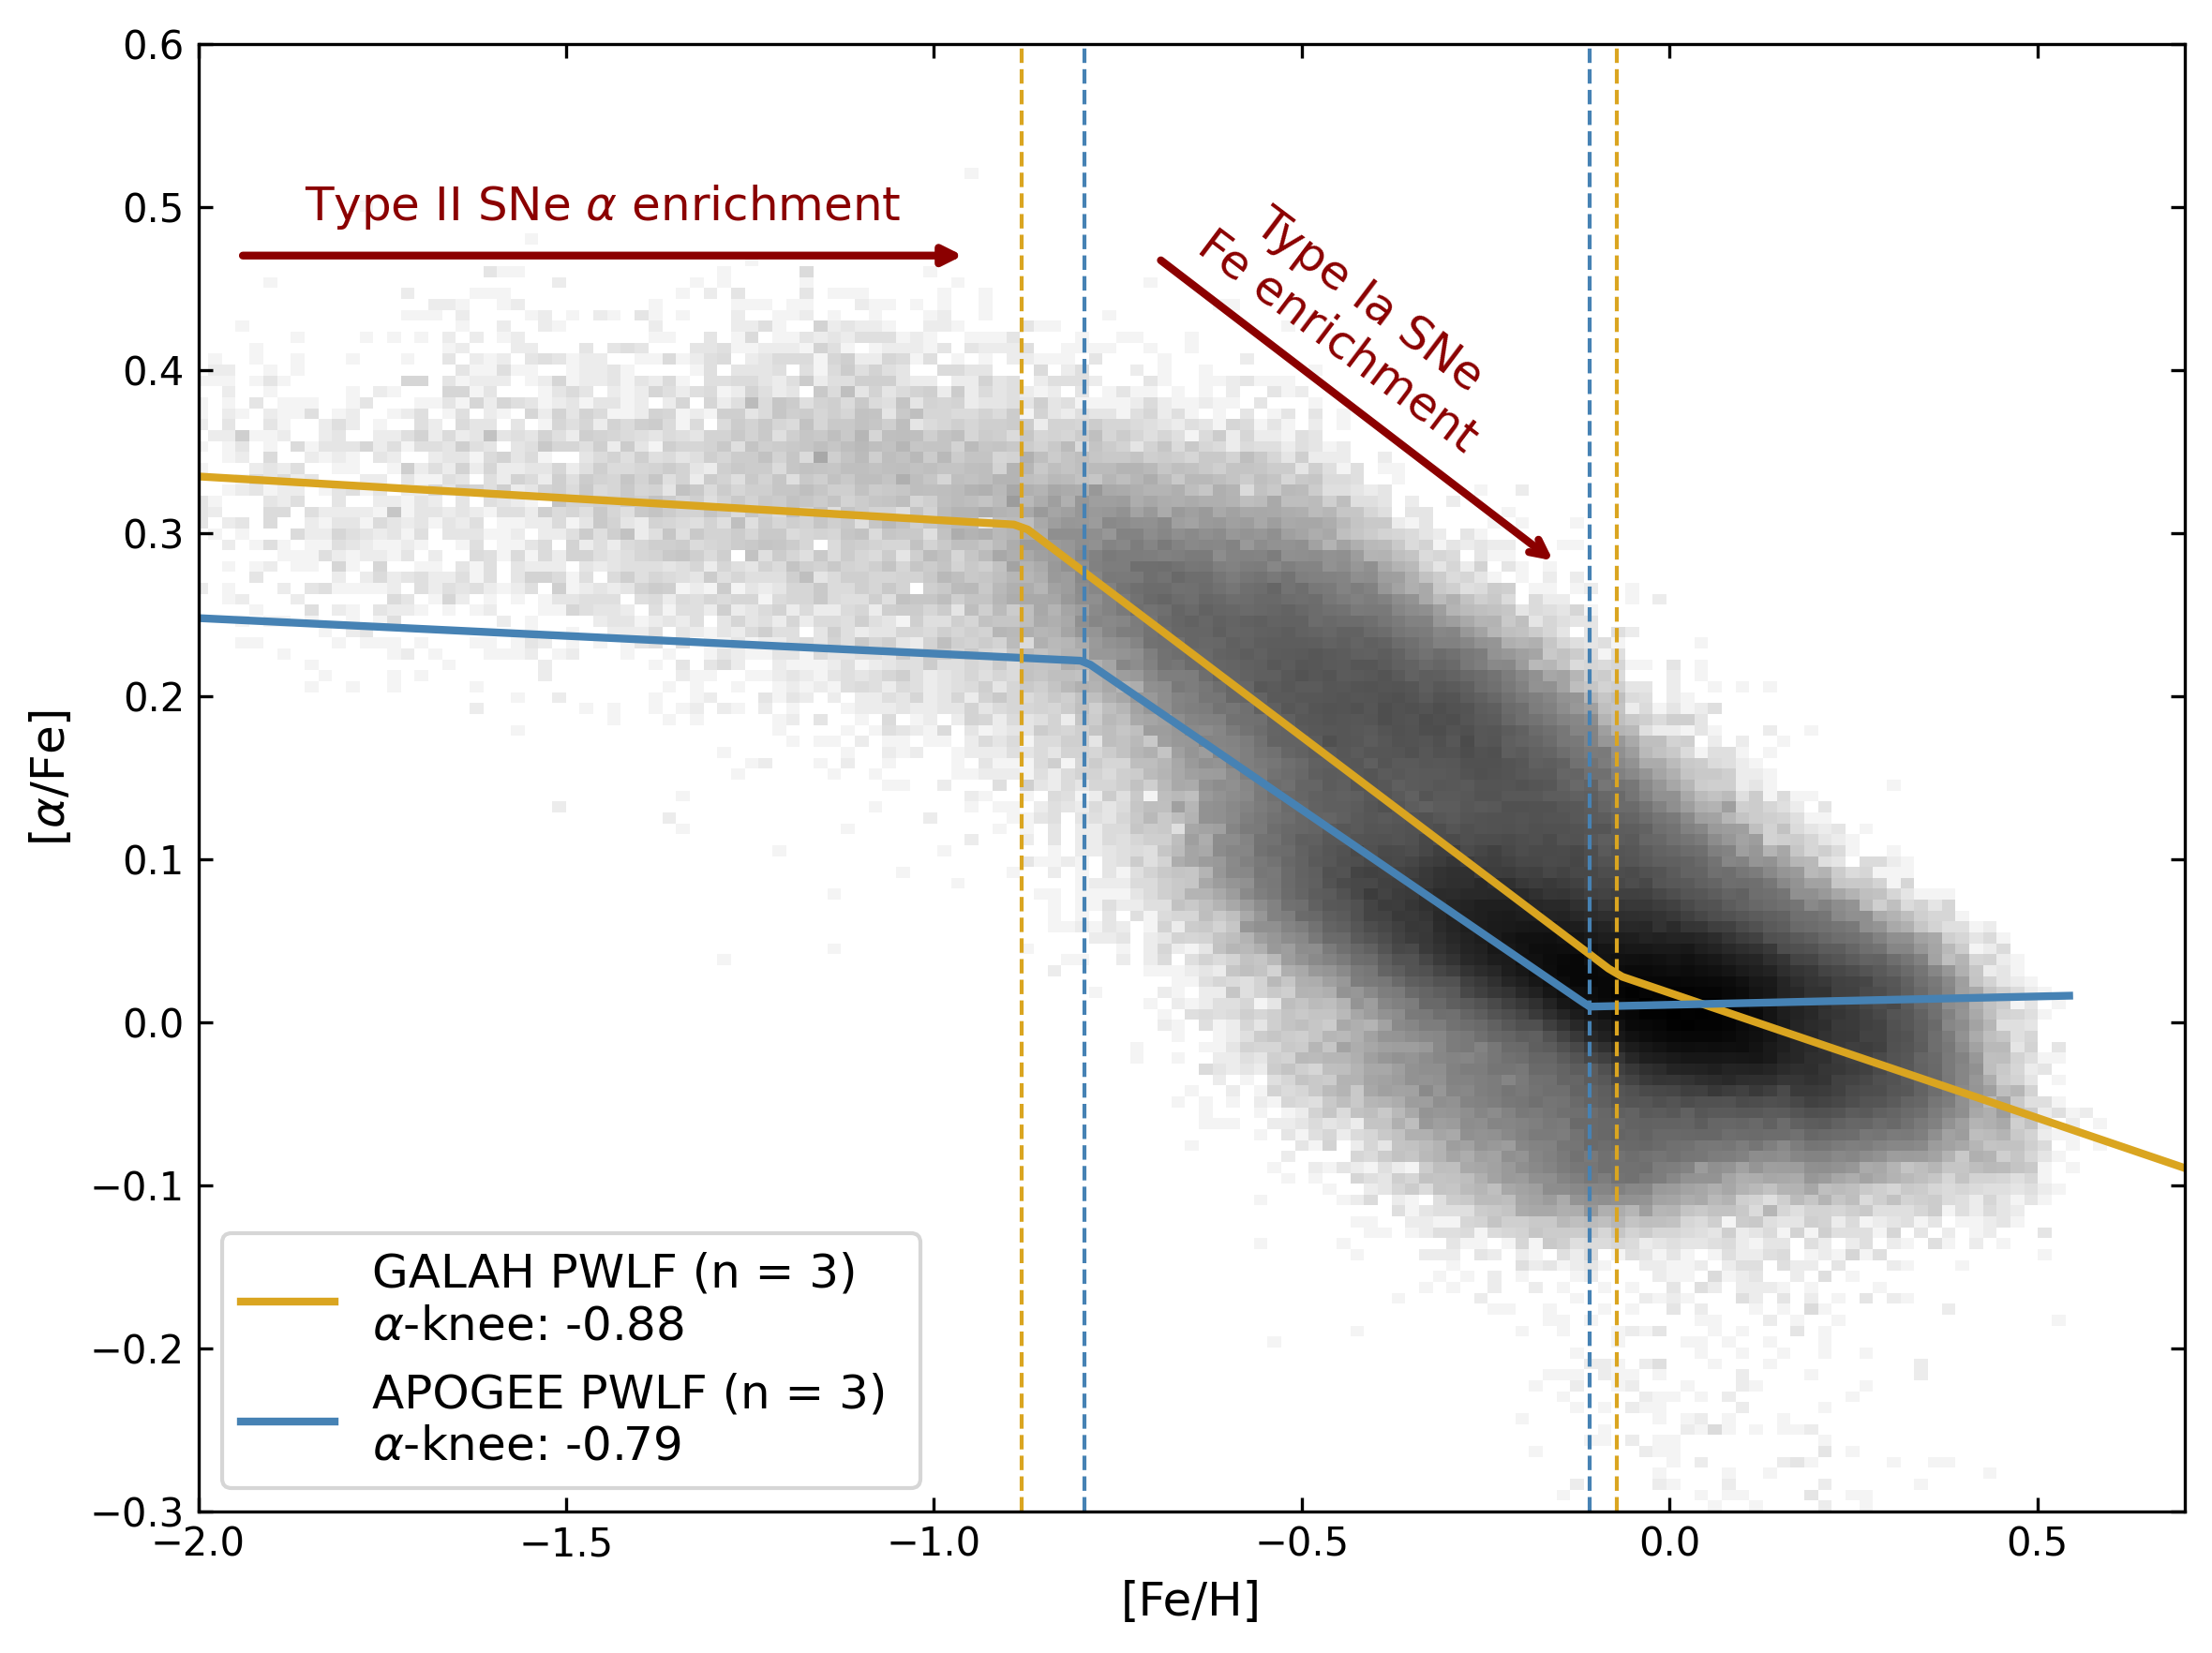 Type II SNe α enrichment
Type Ia SNe
Fe enrichment
[α/Fe]
0.6
0.5
0.4
0.3
0.2
0.1
0.0
−0.1
−0.2
−0.3
GALAH PWLF (n = 3)
α-knee: -0.88
APOGEE PWLF (n = 3)
α-knee: -0.79
−2.0
−1.5
−1.0
−0.5
0.0
0.5
[Fe/H]